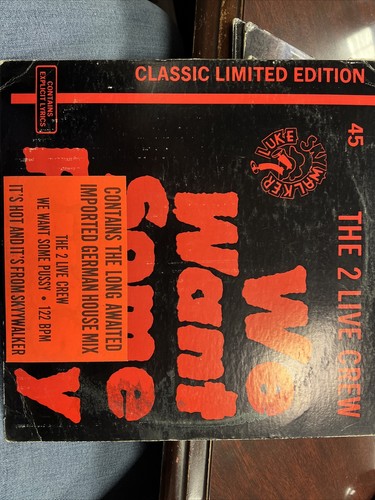 CLASSIC LIMITED EDITION
CONTAINS
EXPLICIT LYRICS
45
THE 2 LIVE CREW
LUKE SKYYWALKER
We
Want
Some
P
y
CONTAINS THE LONG AWAITED
IMPORTED GERMAN HOUSE MIX
THE 2 LIVE CREW
WE WANT SOME PUSSY • 122 BPM
IT'S HOT AND IT'S FROM SKYYWALKER